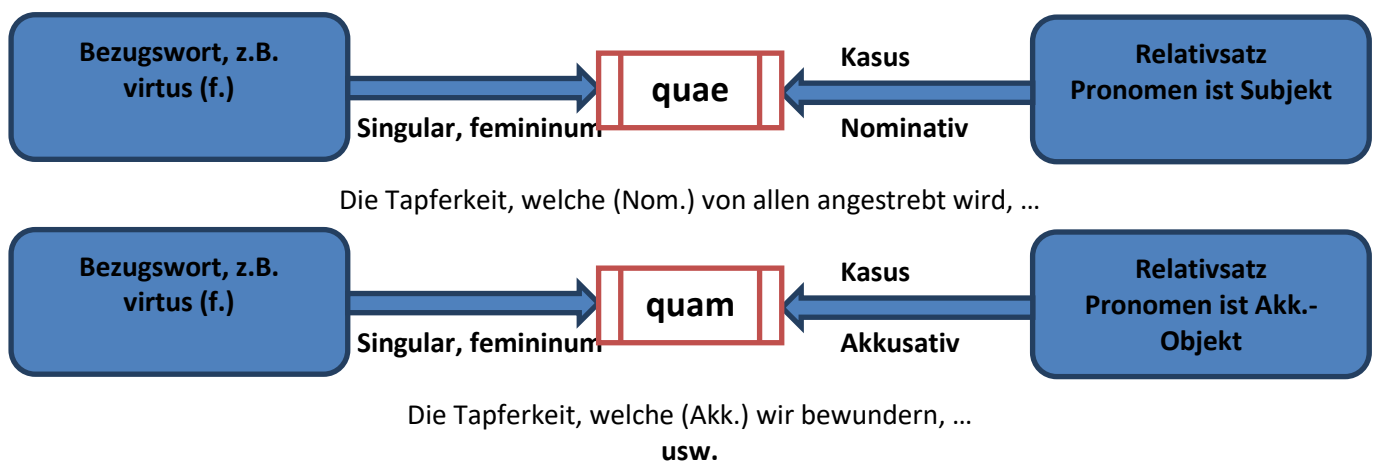 Bezugswort, z.B.
virtus (f.)
Singular, femininum
quae
Kasus
Nominativ
Relativsatz
Pronomen ist Subjekt
Die Tapferkeit, welche (Nom.) von allen angestrebt wird, …
Bezugswort, z.B.
virtus (f.)
Singular, femininum
quam
Kasus
Akkusativ
Relativsatz
Pronomen ist Akk.-
Objekt
Die Tapferkeit, welche (Akk.) wir bewundern, …
usw.